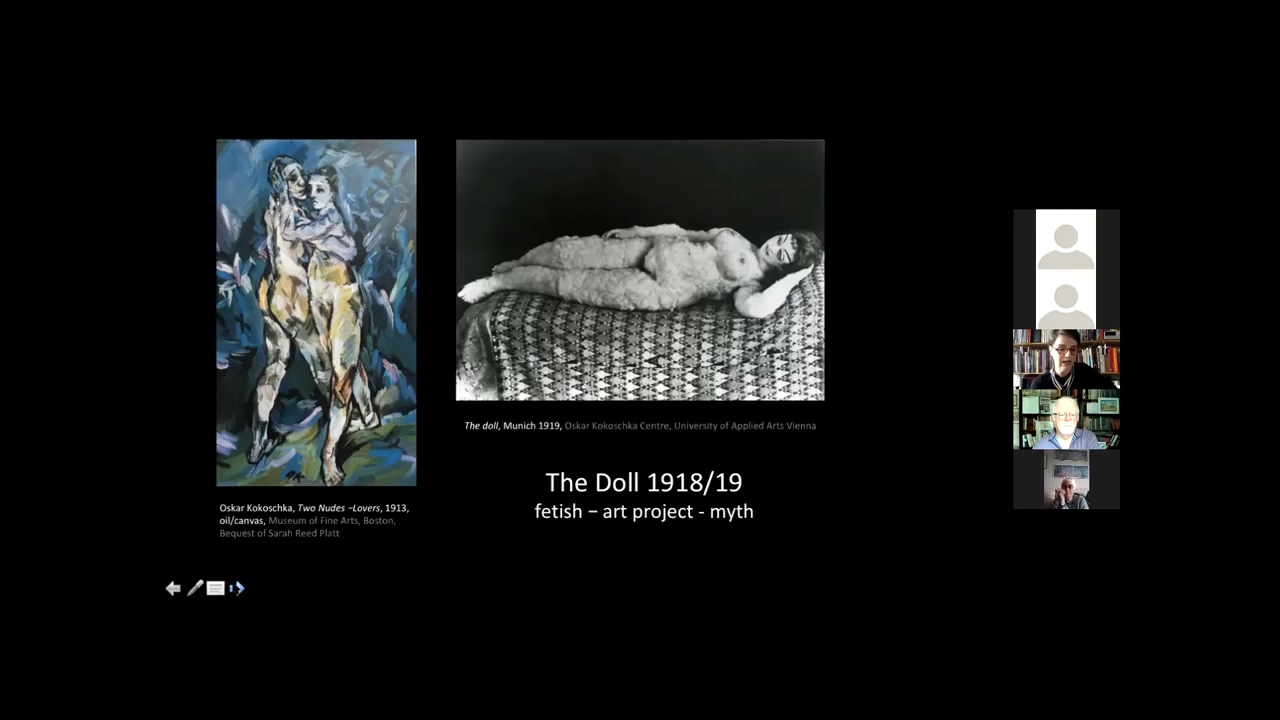 Oskar Kokoschka, Two Nudes –Lovers, 1913,
oil/canvas, Museum of Fine Arts, Boston,
Bequest of Sarah Reed Platt
The doll, Munich 1919, Oskar Kokoschka Centre, University of Applied Arts Vienna
The Doll 1918/19
fetish – art project - myth